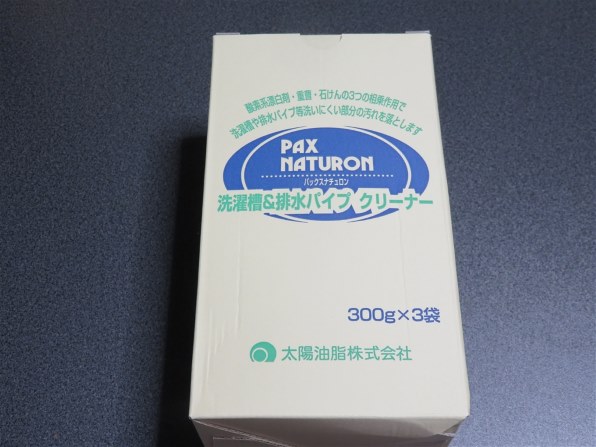 酸素系漂白剤・重曹・石けんの3つの相乗作用で
洗濯槽や排水パイプ等洗いにくい部分の汚れを落とします
PAX
NATURON
パックスナチュロン
洗濯槽&排水パイプ クリーナー
300g×3袋
太陽油脂株式会社